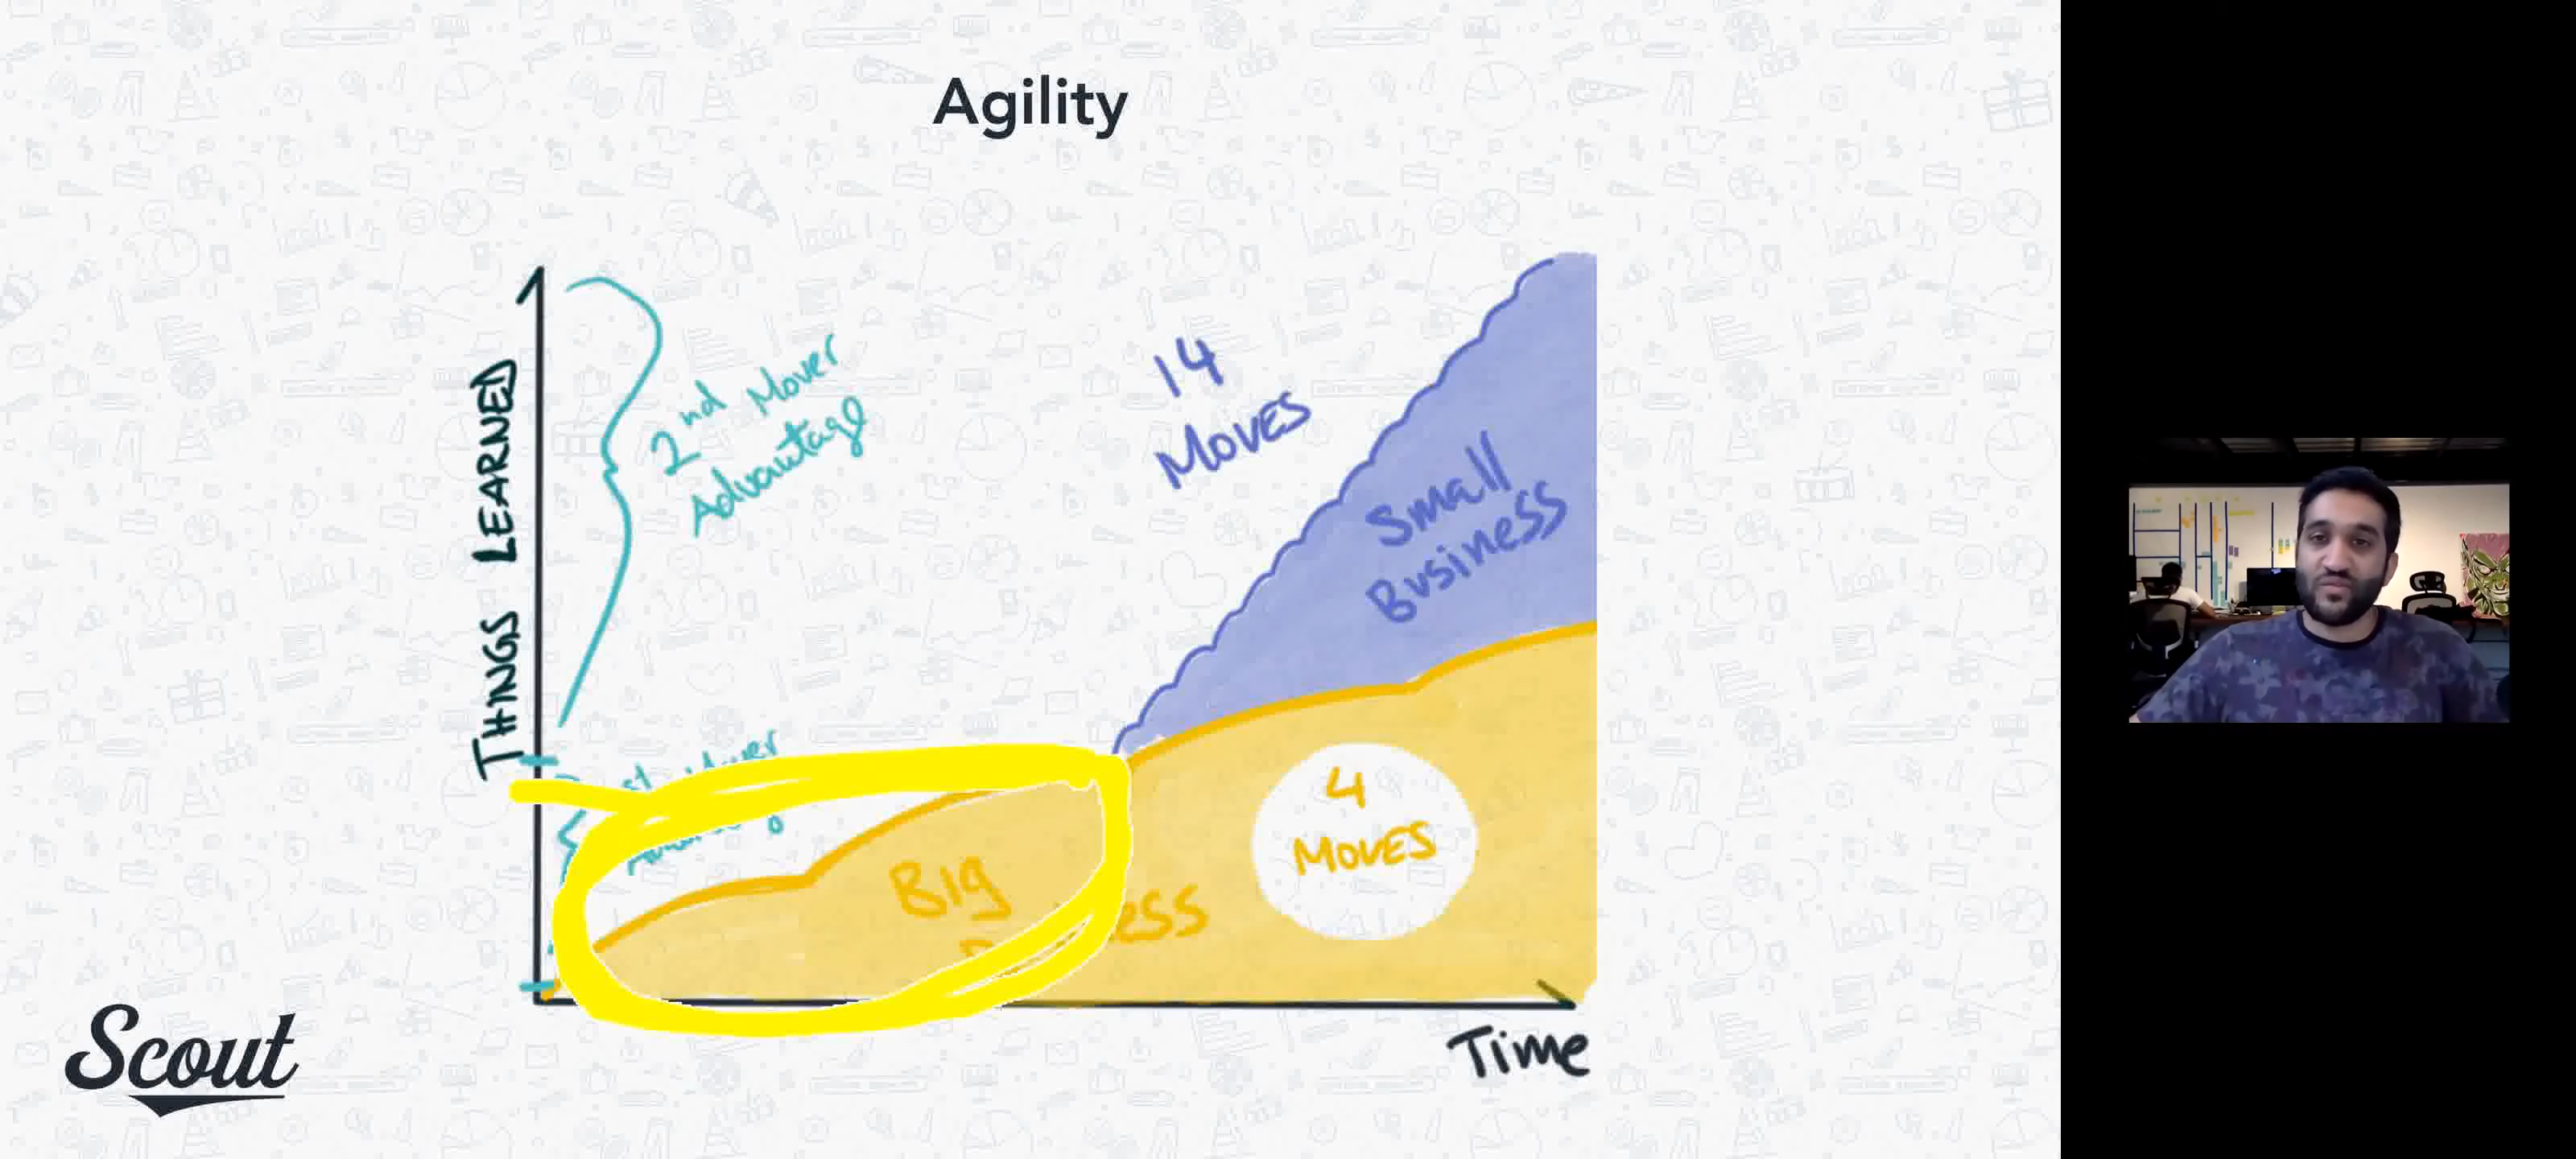 Agility
THINGS LEARNED
2nd Mover
Advantage
14
MOVES
Small
Business
Big
4
MOVES
Time
Scout